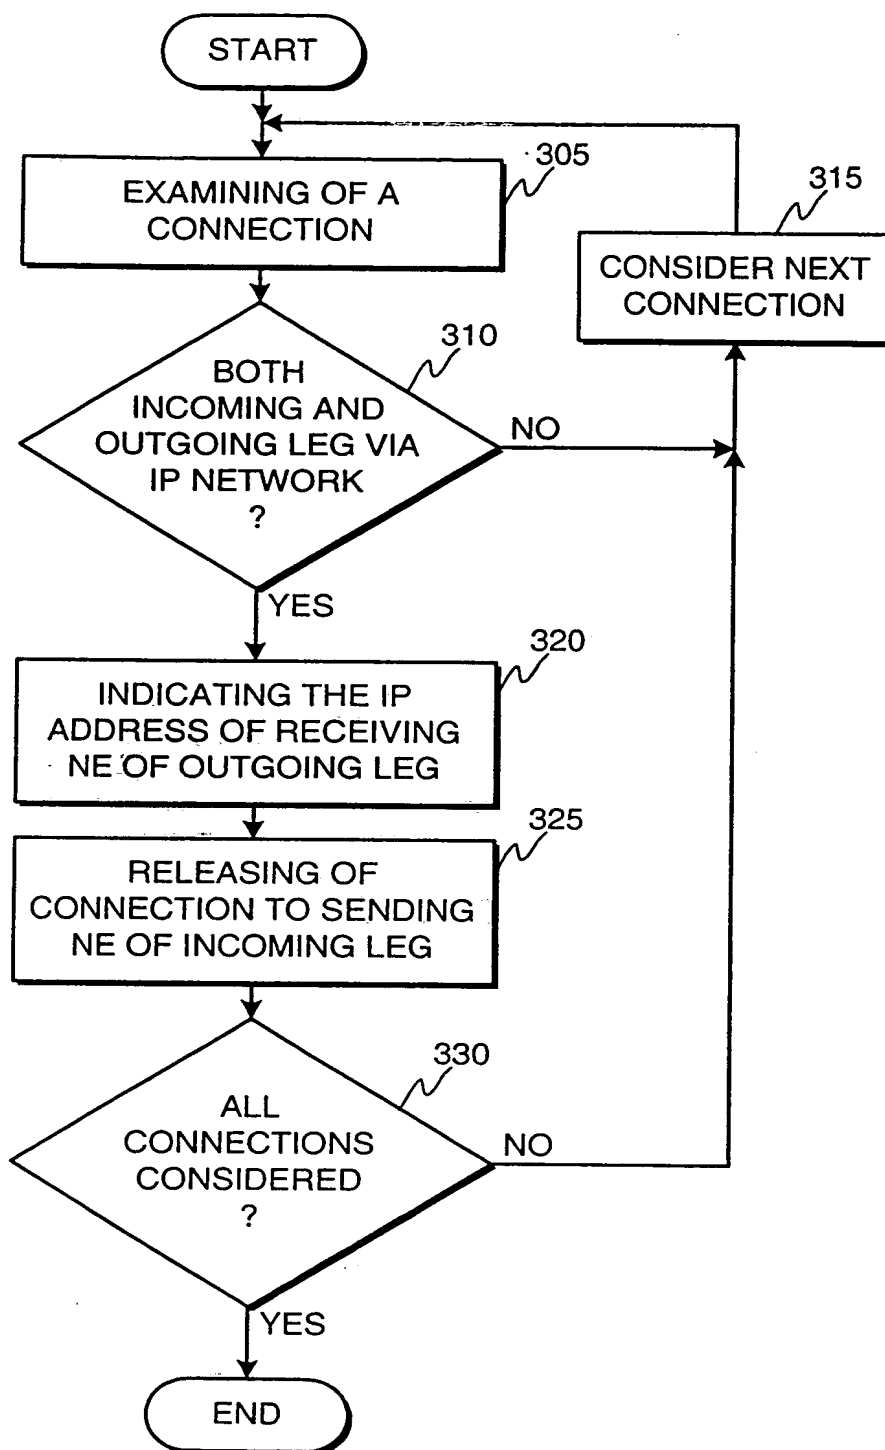 START
305
EXAMINING OF A
CONNECTION
315
CONSIDER NEXT
CONNECTION
310
BOTH
INCOMING AND
OUTGOING LEG VIA
IP NETWORK
?
NO
YES
320
INDICATING THE IP
ADDRESS OF RECEIVING
NE OF OUTGOING LEG
325
RELEASING OF
CONNECTION TO SENDING
NE OF INCOMING LEG
330
ALL
CONNECTIONS
CONSIDERED
?
NO
YES
END